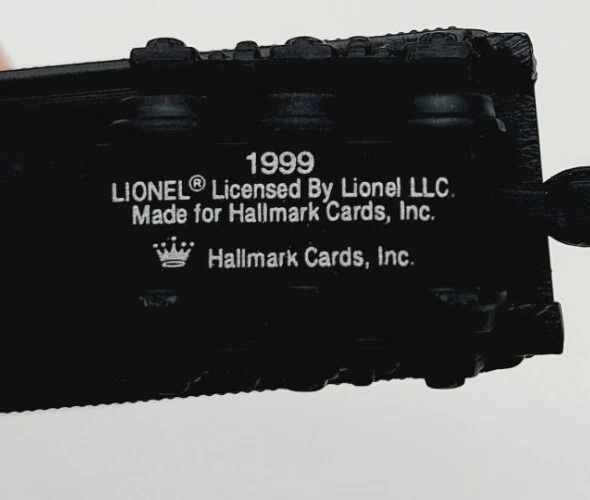 1999
LIONEL® Licensed By Lionel LLC.
Made for Hallmark Cards, Inc.
Hallmark Cards, Inc.